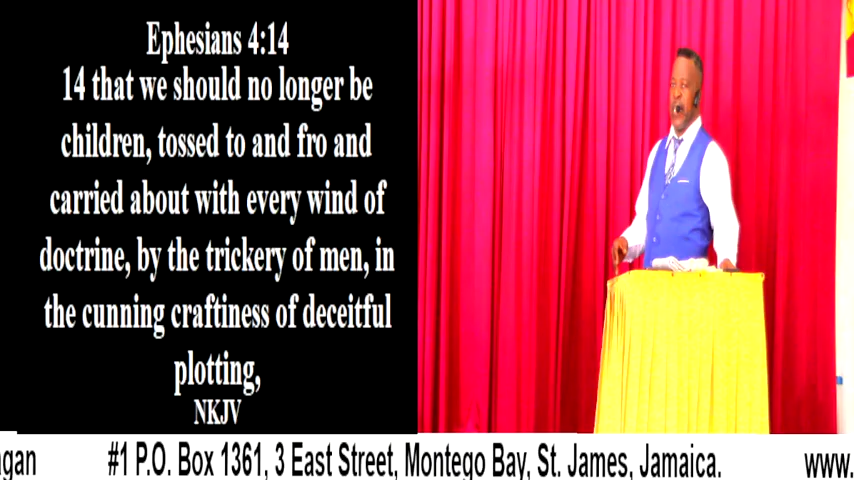 Ephesians 4:14
14 that we should no longer be
children, tossed to and fro and
carried about with every wind of
doctrine, by the trickery of men, in
the cunning craftiness of deceitful
plotting,
NKJV
#1 P.O. Box 1361, 3 East Street, Montego Bay, St. James, Jamaica.
www.